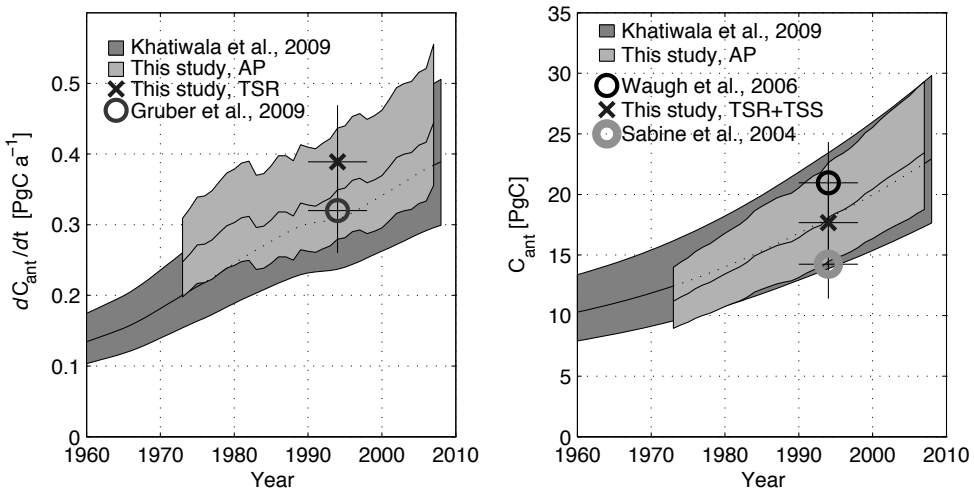 Khatiwala et al., 2009
This study, AP
This study, TSR
Gruber et al., 2009
0.5
0.4
0.3
0.2
0.1
0
dC_ant/dt [PgC a⁻¹]
1960 1970 1980 1990 2000 2010
Year
Khatiwala et al., 2009
This study, AP
Waugh et al., 2006
This study, TSR+TSS
Sabine et al., 2004
35
30
25
20
15
10
5
0
C_ant [PgC]
1960 1970 1980 1990 2000 2010
Year